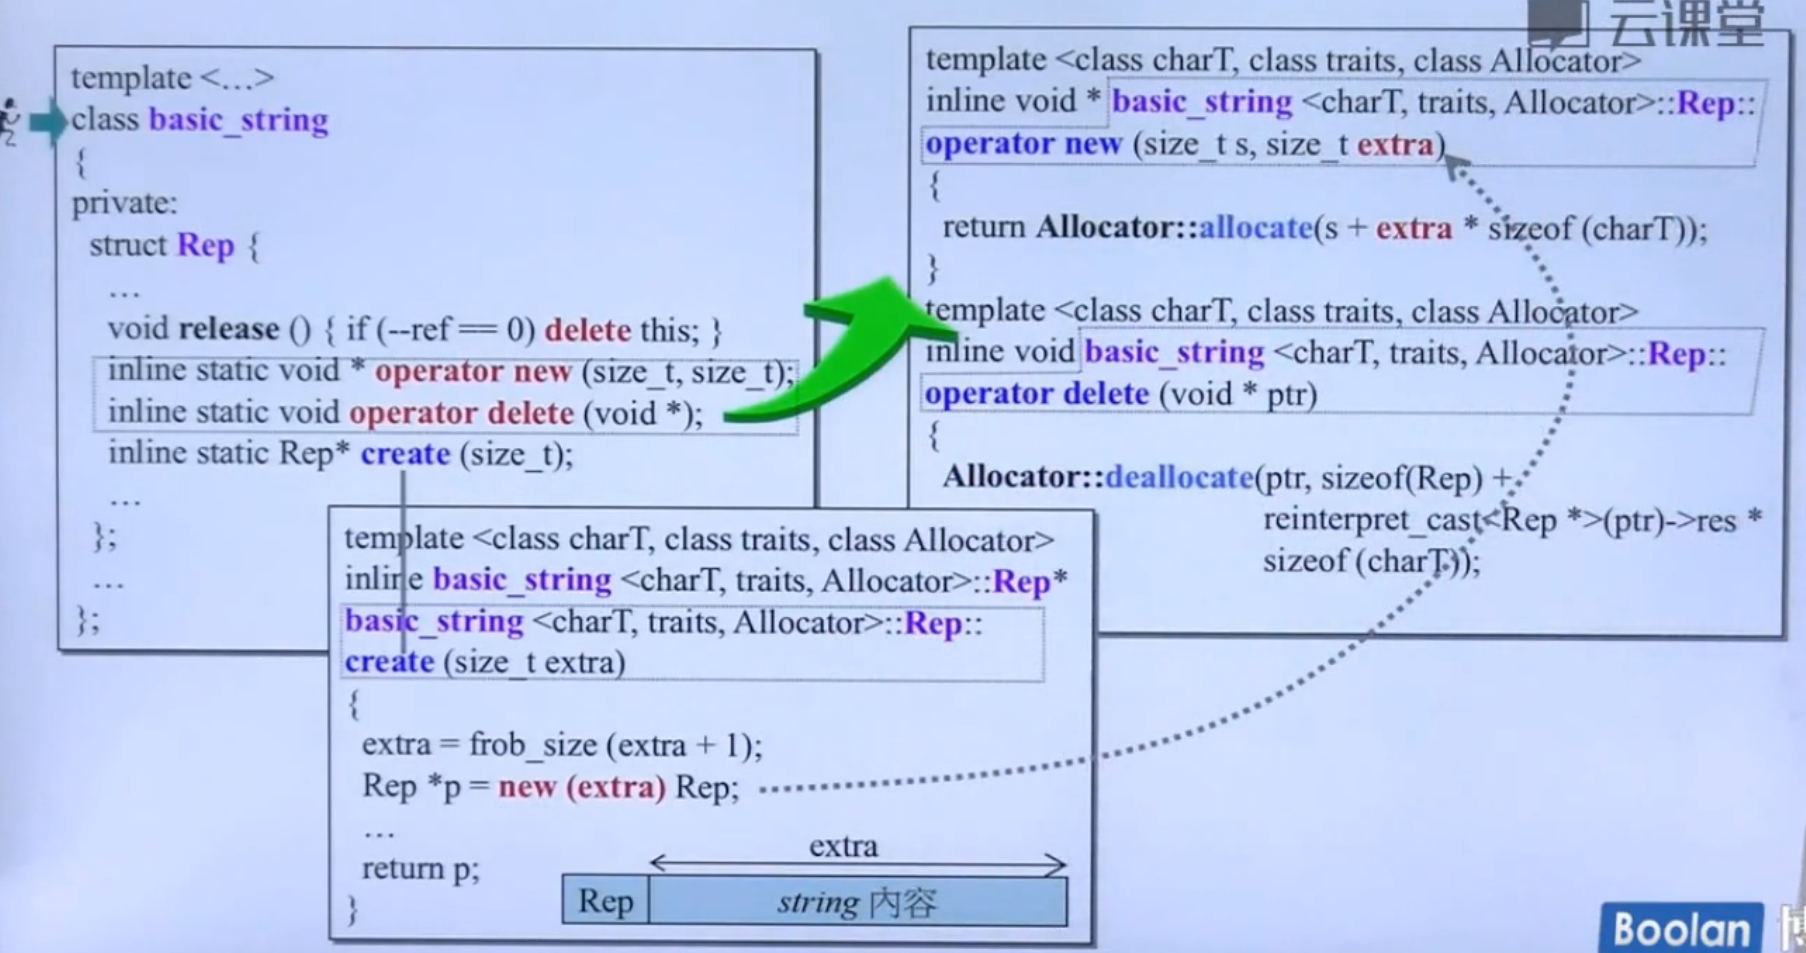 云课堂
template <...>
class basic_string
{
private:
struct Rep {
...
void release () { if (--ref == 0) delete this; }
inline static void * operator new (size_t, size_t);
inline static void operator delete (void *);
inline static Rep* create (size_t);
...
};
...
};
template <class charT, class traits, class Allocator>
inline void * basic_string <charT, traits, Allocator>::Rep::
operator new (size_t s, size_t extra)
{
return Allocator::allocate(s + extra * sizeof (charT));
}
template <class charT, class traits, class Allocator>
inline void basic_string <charT, traits, Allocator>::Rep::
operator delete (void * ptr)
{
Allocator::deallocate(ptr, sizeof(Rep) +
reinterpret_cast<Rep *>(ptr)->res *
sizeof (charT));
template <class charT, class traits, class Allocator>
inline basic_string <charT, traits, Allocator>::Rep*
basic_string <charT, traits, Allocator>::Rep::
create (size_t extra)
{
extra = frob_size (extra + 1);
Rep *p = new (extra) Rep;
...
return p;
}
extra
Rep
string 內容
Boolan